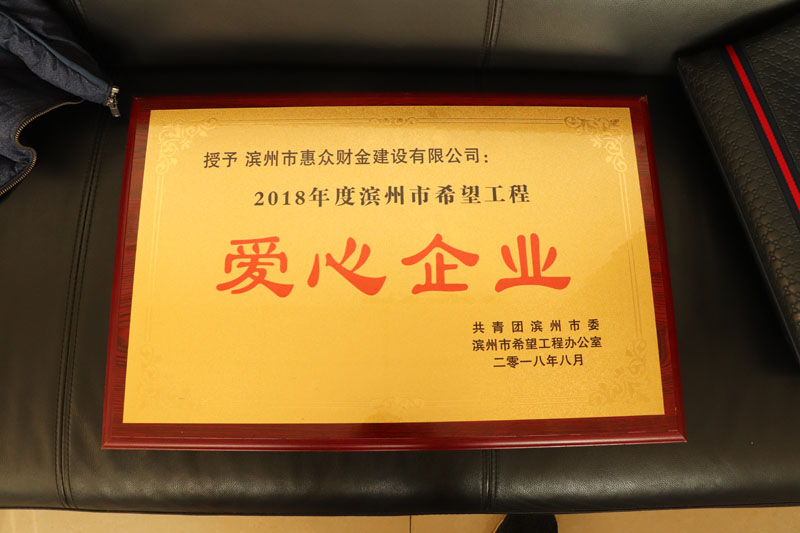 授予 滨州市惠众财金建设有限公司：
2018年度滨州市希望工程
爱心企业
共青团滨州市委
滨州市希望工程办公室
二零一八年八月